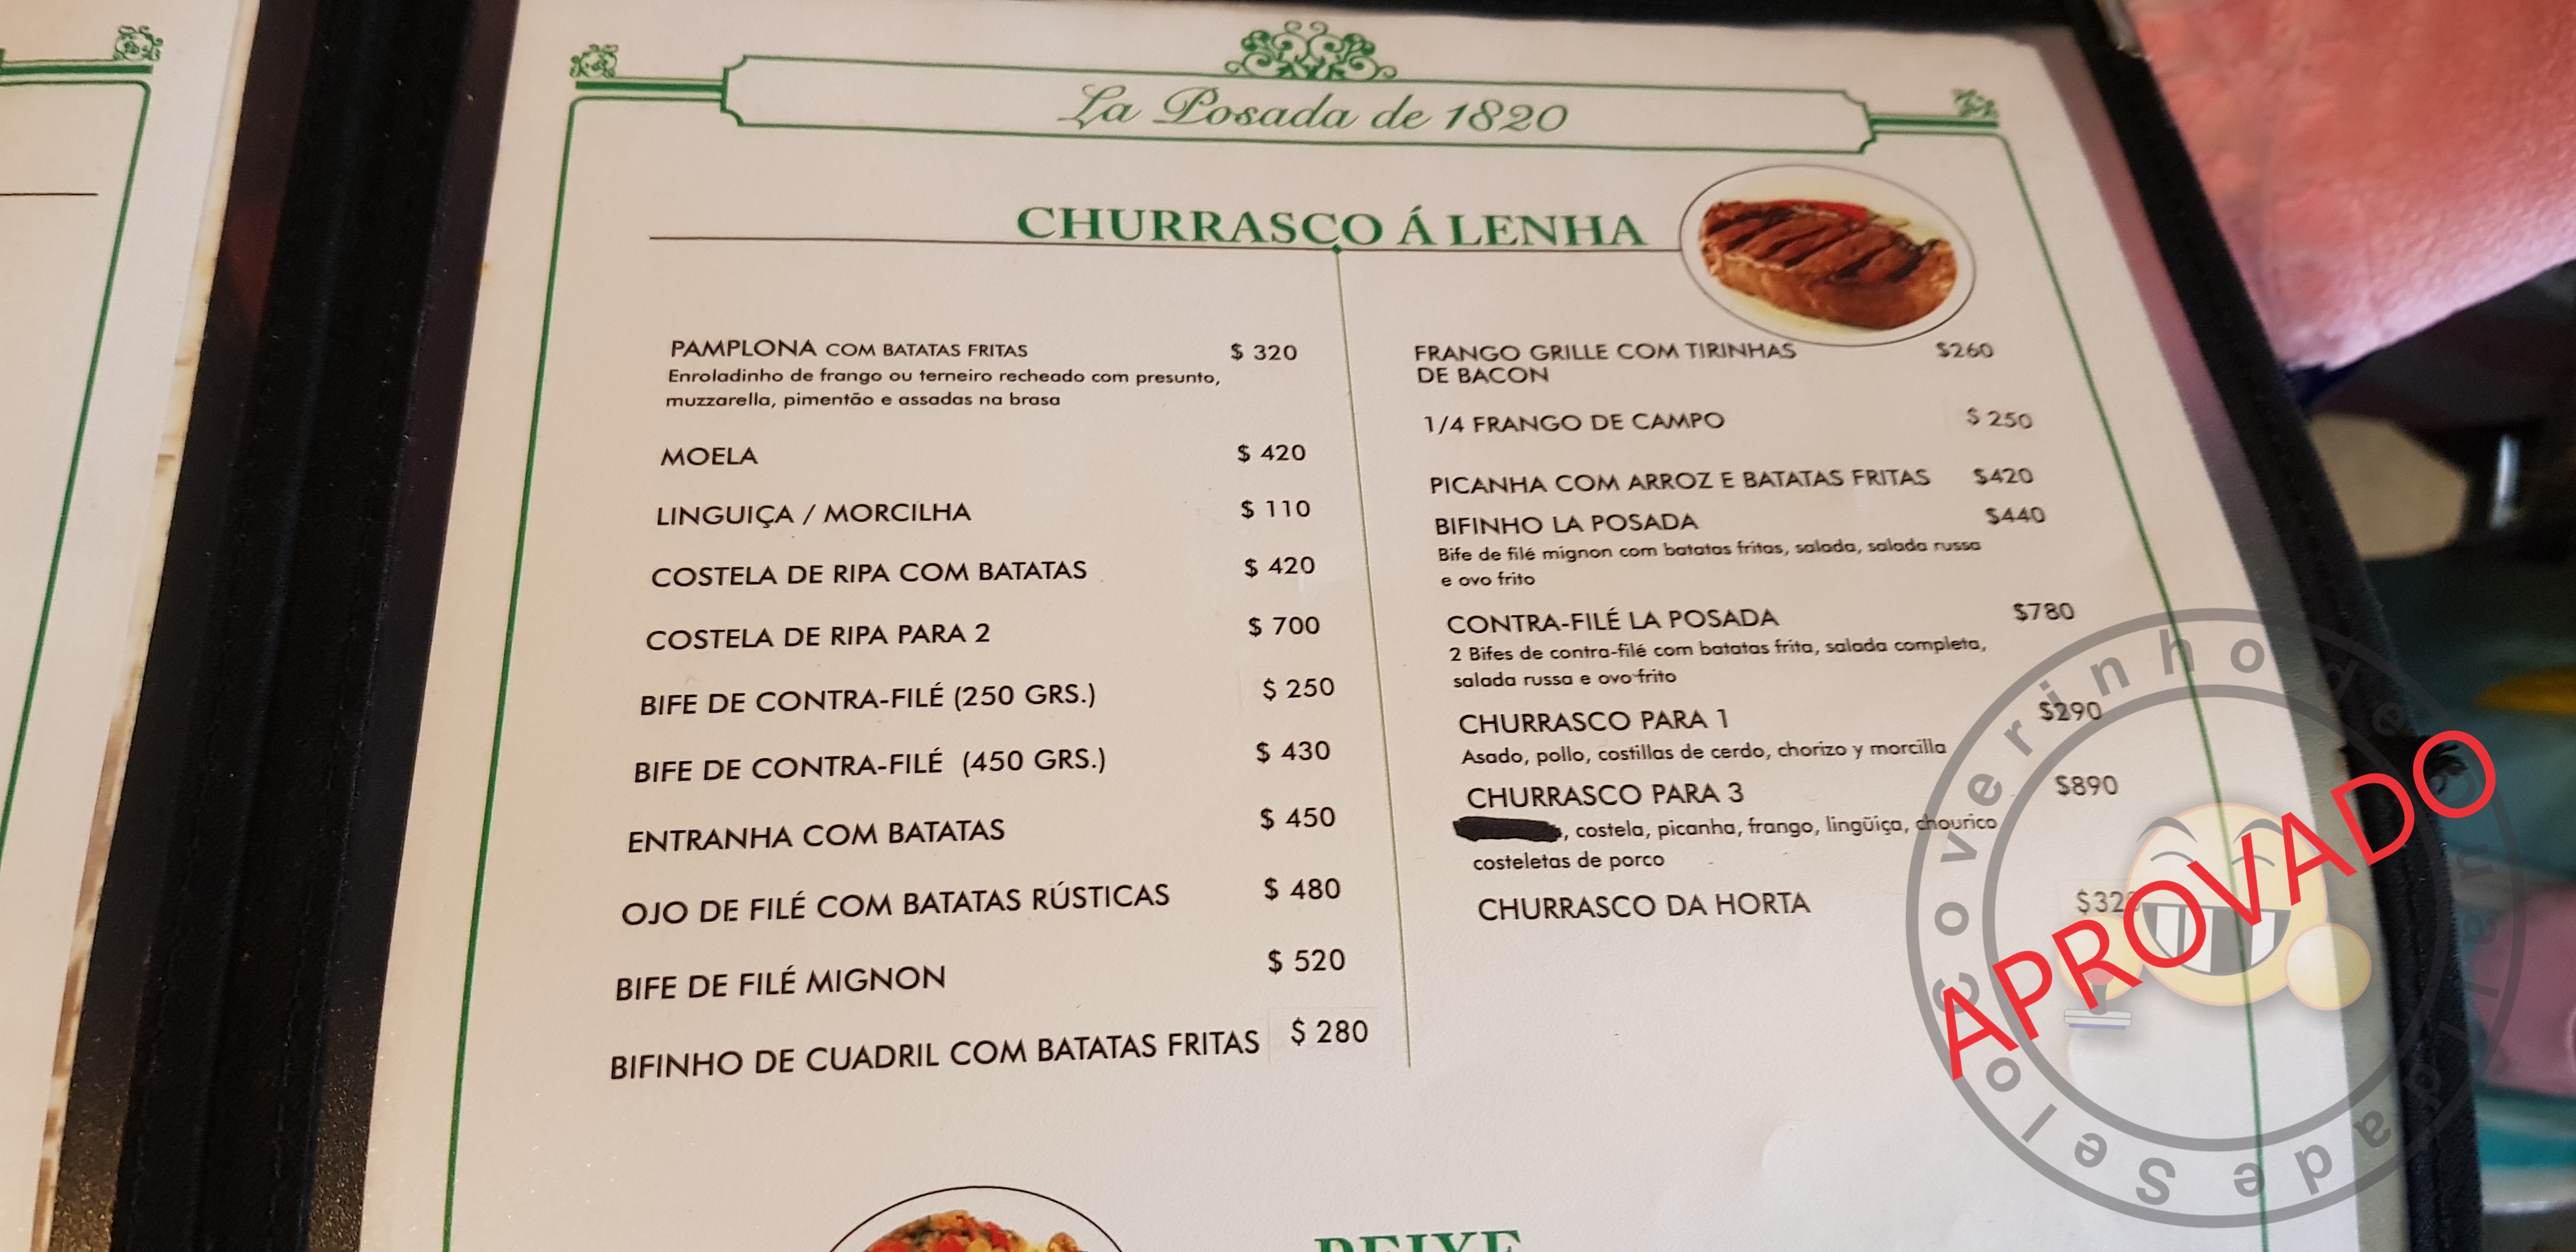 La Posada de 1820
CHURRASCO Á LENHA
PAMPLONA COM BATATAS FRITAS $ 320
Enroladinho de frango ou terneiro recheado com presunto,
muzzarella, pimentão e assadas na brasa
MOELA $ 420
LINGUIÇA / MORCILHA $ 110
COSTELA DE RIPA COM BATATAS $ 420
COSTELA DE RIPA PARA 2 $ 700
BIFE DE CONTRA-FILÉ (250 GRS.) $ 250
BIFE DE CONTRA-FILÉ (450 GRS.) $ 430
ENTRANHA COM BATATAS $ 450
OJO DE FILÉ COM BATATAS RÚSTICAS $ 480
BIFE DE FILÉ MIGNON $ 520
BIFINHO DE CUADRIL COM BATATAS FRITAS $ 280
FRANGO GRILLE COM TIRINHAS $260
DE BACON
1/4 FRANGO DE CAMPO $ 250
PICANHA COM ARROZ E BATATAS FRITAS $420
BIFINHO LA POSADA $440
Bife de filé mignon com batatas fritas, salada, salada russa
e ovo frito
CONTRA-FILÉ LA POSADA $780
2 Bifes de contra-filé com batatas frita, salada completa,
salada russa e ovo frito
CHURRASCO PARA 1 $290
Asado, pollo, costillas de cerdo, chorizo y morcilla
CHURRASCO PARA 3 $890
, costela, picanha, frango, lingüiça, chourico
costeletas de porco
CHURRASCO DA HORTA
Selo Coverinho de Qualidade
APROVADO